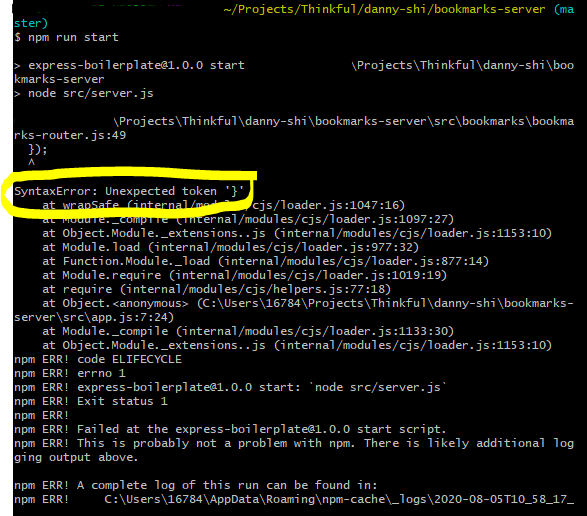 ~/Projects/Thinkful/danny-shi/bookmarks-server (ma
ster)
$ npm run start
> express-boilerplate@1.0.0 start \Projects\Thinkful\danny-shi\boo
kmarks-server
> node src/server.js
\Projects\Thinkful\danny-shi\bookmarks-server\src\bookmarks\bookma
rks-router.js:49
});
^
SyntaxError: Unexpected token '}'
at wrapSafe (internal/modules/cjs/loader.js:1047:16)
at Module._compile (internal/modules/cjs/loader.js:1097:27)
at Object.Module._extensions..js (internal/modules/cjs/loader.js:1153:10)
at Module.load (internal/modules/cjs/loader.js:977:32)
at Function.Module._load (internal/modules/cjs/loader.js:877:14)
at Module.require (internal/modules/cjs/loader.js:1019:19)
at require (internal/modules/cjs/helpers.js:77:18)
at Object.<anonymous> (C:\Users\16784\Projects\Thinkful\danny-shi\bookmarks-
server\src\app.js:7:24)
at Module._compile (internal/modules/cjs/loader.js:1133:30)
at Object.Module._extensions..js (internal/modules/cjs/loader.js:1153:10)
npm ERR! code ELIFECYCLE
npm ERR! errno 1
npm ERR! express-boilerplate@1.0.0 start: `node src/server.js`
npm ERR! Exit status 1
npm ERR!
npm ERR! Failed at the express-boilerplate@1.0.0 start script.
npm ERR! This is probably not a problem with npm. There is likely additional log
ging output above.
npm ERR! A complete log of this run can be found in:
npm ERR! C:\Users\16784\AppData\Roaming\npm-cache\_logs\2020-08-05T10_58_17_